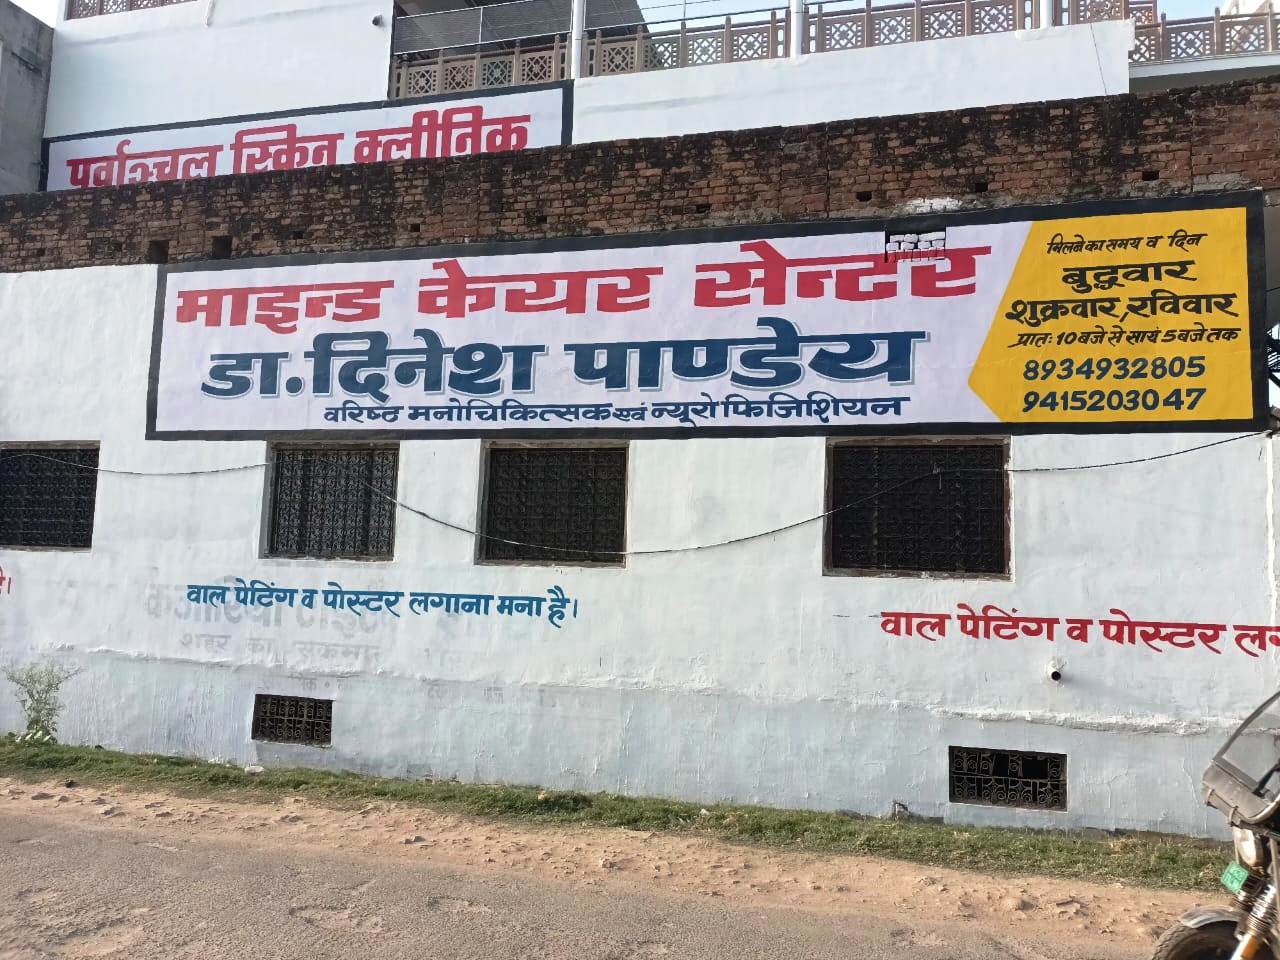 पूर्वाञ्चल स्किन क्लीनिक
माइन्ड केयर सेन्टर
डा. दिनेश पाण्डेय
वरिष्ठ मनोचिकित्सक एवं न्यूरो फिजिशियन
मिलने का समय व दिन
बुद्धवार
शुक्रवार, रविवार
प्रातः 10 बजे से सायं 5 बजे तक
8934932805
9415203047
वाल पेटिंग व पोस्टर लगाना मना है।
वाल पेटिंग व पोस्टर